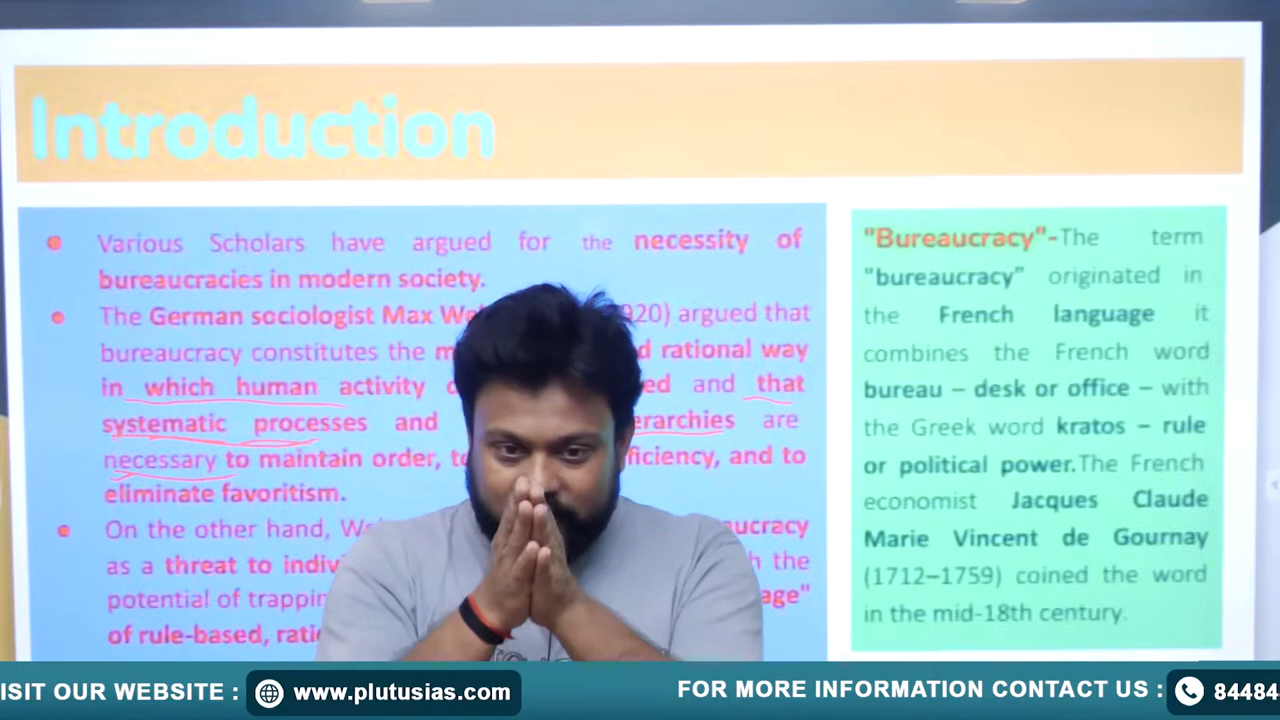 Introduction
Various Scholars have argued for the necessity of
bureaucracies in modern society.
The German sociologist Max We 920) argued that
bureaucracy constitutes the m d rational way
in which human activity ed and that
systematic processes and erarchies are
necessary to maintain order, ficiency, and to
eliminate favoritism.
On the other hand, We ucracy
as a threat to indiv h the
potential of trappin age"
of rule-based, ratio
"Bureaucracy"-The term
"bureaucracy" originated in
the French language it
combines the French word
bureau – desk or office – with
the Greek word kratos – rule
or political power.The French
economist Jacques Claude
Marie Vincent de Gournay
(1712–1759) coined the word
in the mid-18th century.
ISIT OUR WEBSITE : www.plutusias.com
FOR MORE INFORMATION CONTACT US : 84484